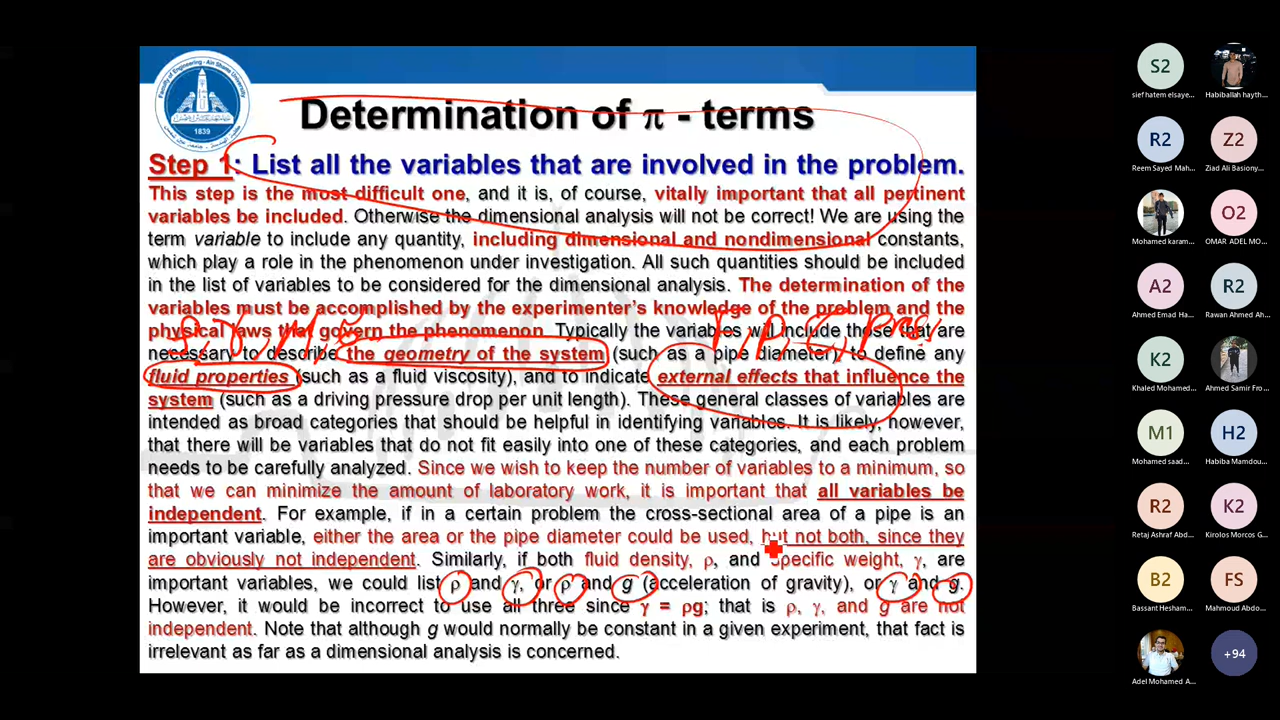 Faculty of Engineering - Ain Shams University
1839
Determination of π - terms
Step 1: List all the variables that are involved in the problem.
This step is the most difficult one, and it is, of course, vitally important that all pertinent
variables be included. Otherwise the dimensional analysis will not be correct! We are using the
term variable to include any quantity, including dimensional and nondimensional constants,
which play a role in the phenomenon under investigation. All such quantities should be included
in the list of variables to be considered for the dimensional analysis. The determination of the
variables must be accomplished by the experimenter's knowledge of the problem and the
physical laws that govern the phenomenon. Typically the variables will include those that are
necessary to describe the geometry of the system (such as a pipe diameter), to define any
fluid properties (such as a fluid viscosity), and to indicate external effects that influence the
system (such as a driving pressure drop per unit length). These general classes of variables are
intended as broad categories that should be helpful in identifying variables. It is likely, however,
that there will be variables that do not fit easily into one of these categories, and each problem
needs to be carefully analyzed. Since we wish to keep the number of variables to a minimum, so
that we can minimize the amount of laboratory work, it is important that all variables be
independent. For example, if in a certain problem the cross-sectional area of a pipe is an
important variable, either the area or the pipe diameter could be used, but not both, since they
are obviously not independent. Similarly, if both fluid density, ρ, and specific weight, γ, are
important variables, we could list ρ and γ, or ρ and g (acceleration of gravity), or γ and g.
However, it would be incorrect to use all three since γ = ρg; that is ρ, γ, and g are not
independent. Note that although g would normally be constant in a given experiment, that fact is
irrelevant as far as a dimensional analysis is concerned.
S2
sief hatem elsaye...
Habiballah hayth...
R2
Reem Sayed Mah...
Z2
Ziad Ali Basiony...
Mohamed karam...
O2
OMAR ADEL MO...
A2
Ahmed Emad Ha...
R2
Rawan Ahmed Ah...
K2
Khaled Mohamed...
Ahmed Samir Fro...
M1
Mohamed saad...
H2
Habiba Mamdou...
R2
Retaj Ashraf Abd...
K2
Kirolos Morcos G...
B2
Bassant Hesham...
FS
Mahmoud Abdo...
Adel Mohamed A...
+94